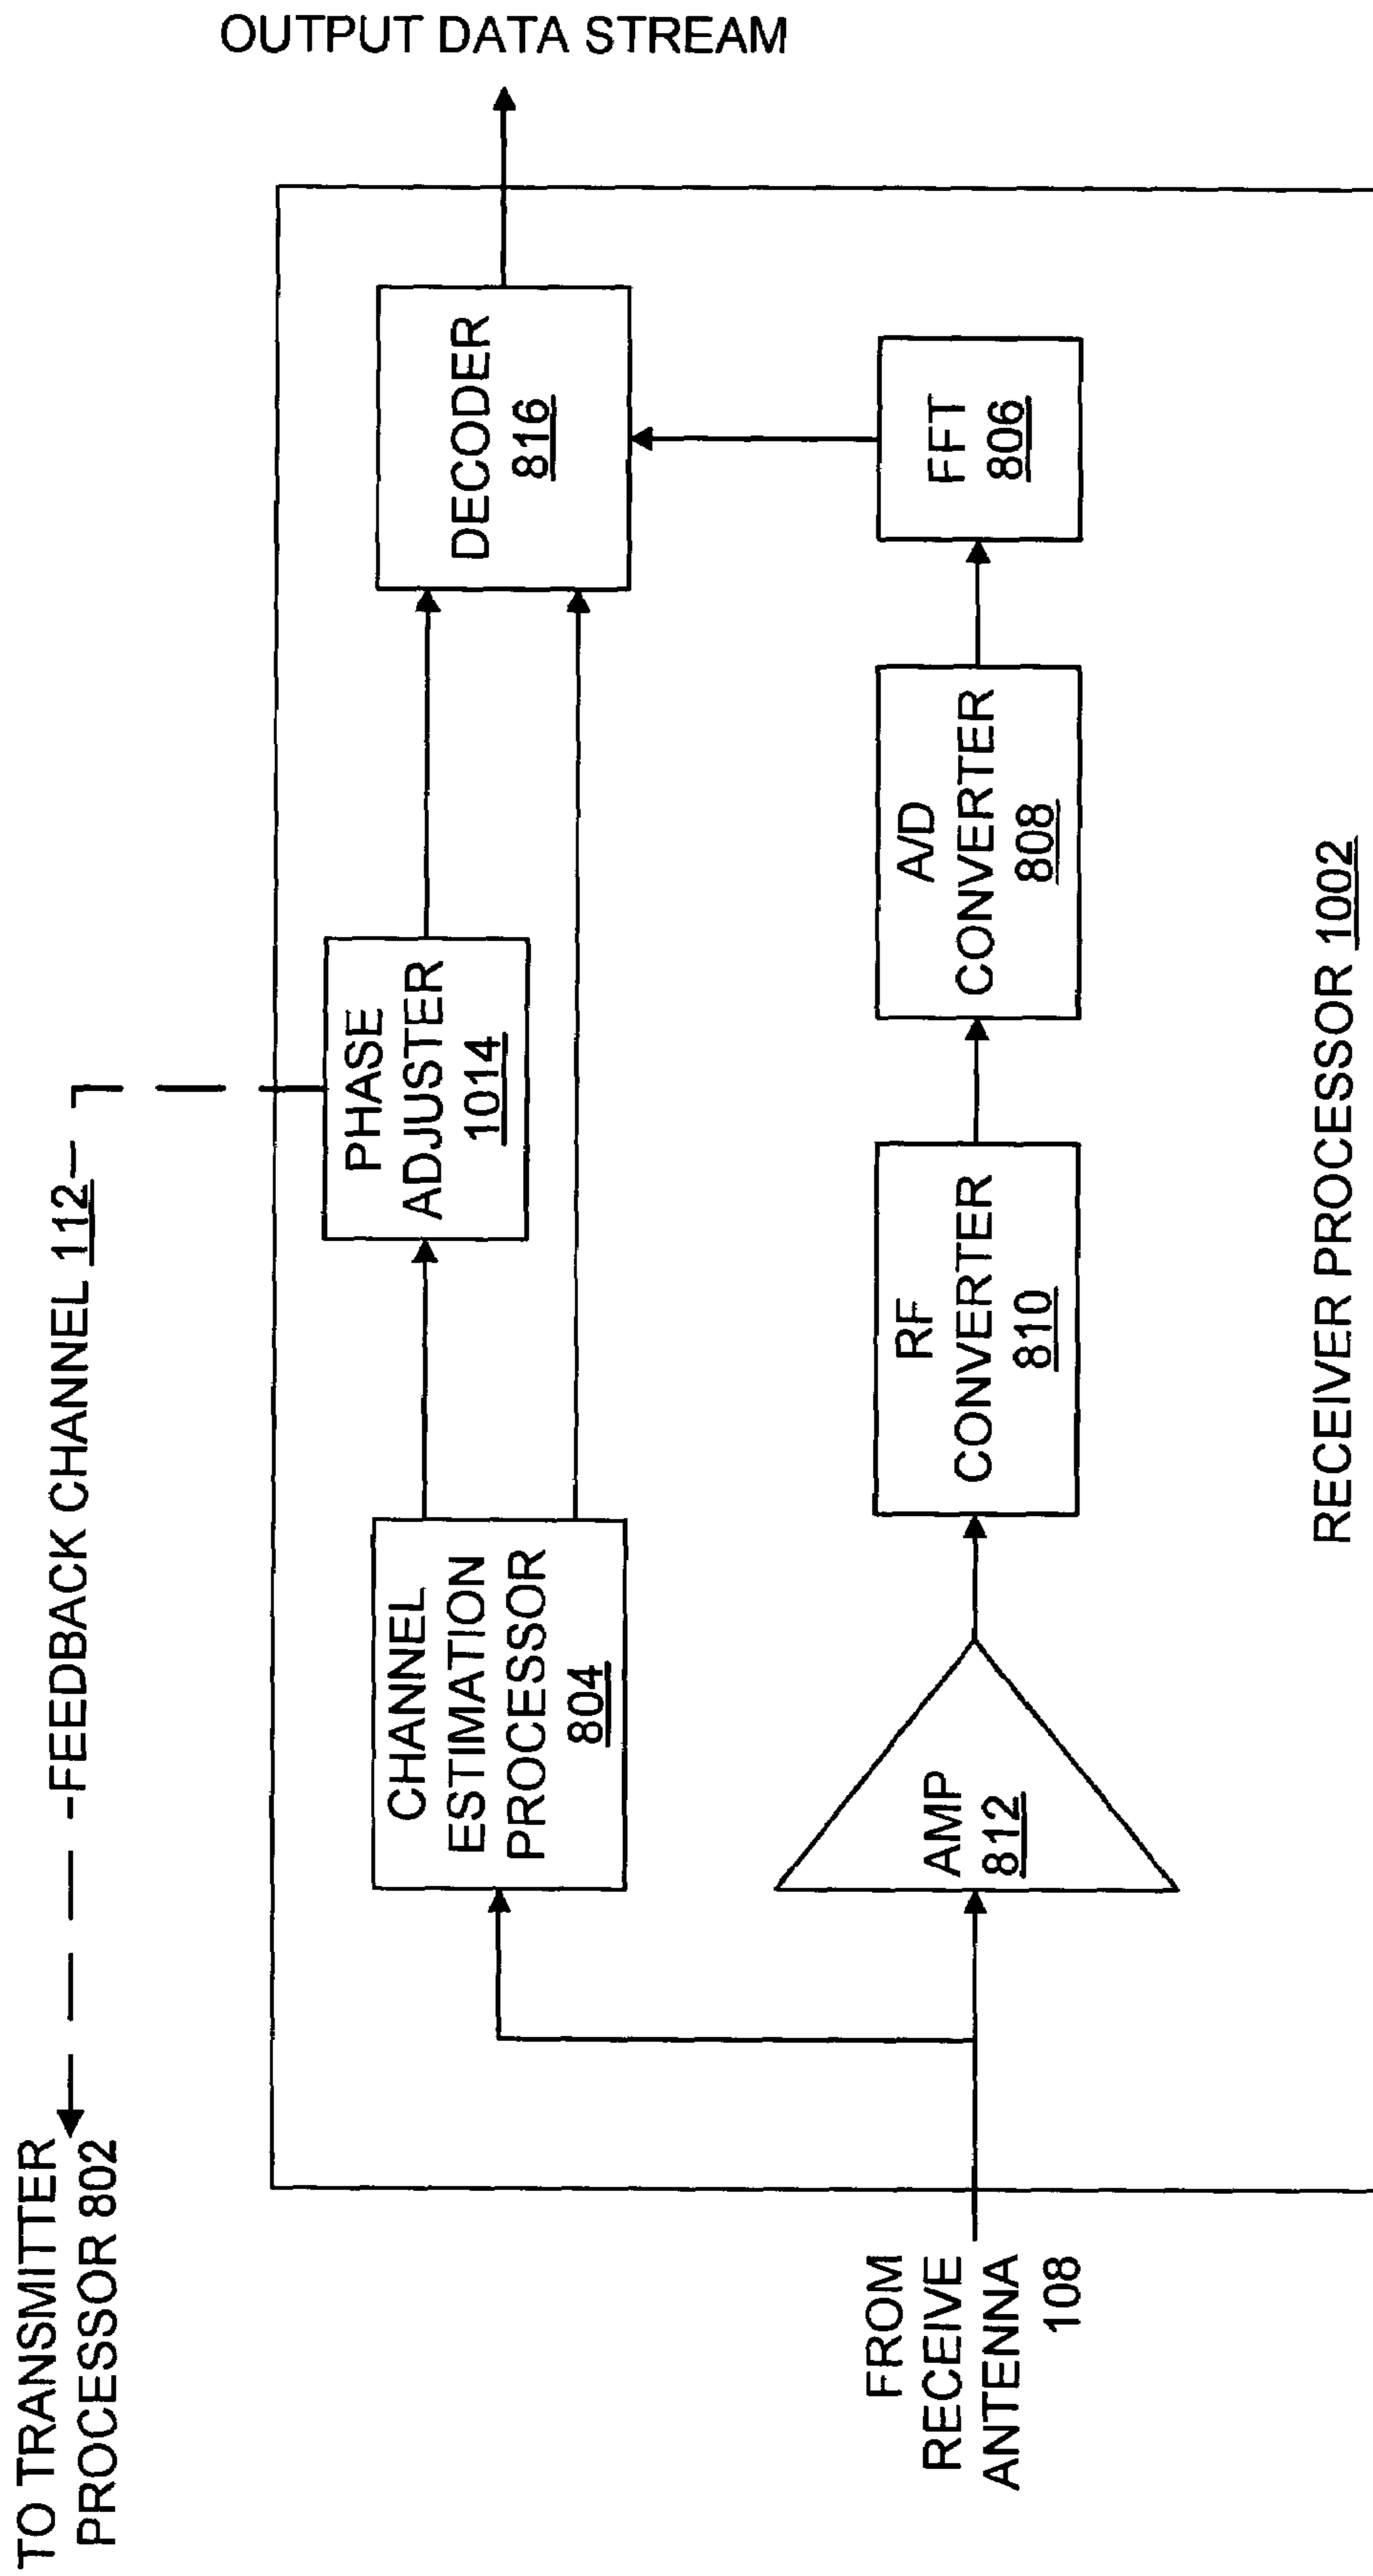 TO TRANSMITTER
PROCESSOR 802
FEEDBACK CHANNEL 112
OUTPUT DATA STREAM
CHANNEL
ESTIMATION
PROCESSOR
804
PHASE
ADJUSTER
1014
DECODER
816
FROM
RECEIVE
ANTENNA
108
AMP
812
RF
CONVERTER
810
A/D
CONVERTER
808
FFT
806
RECEIVER PROCESSOR 1002